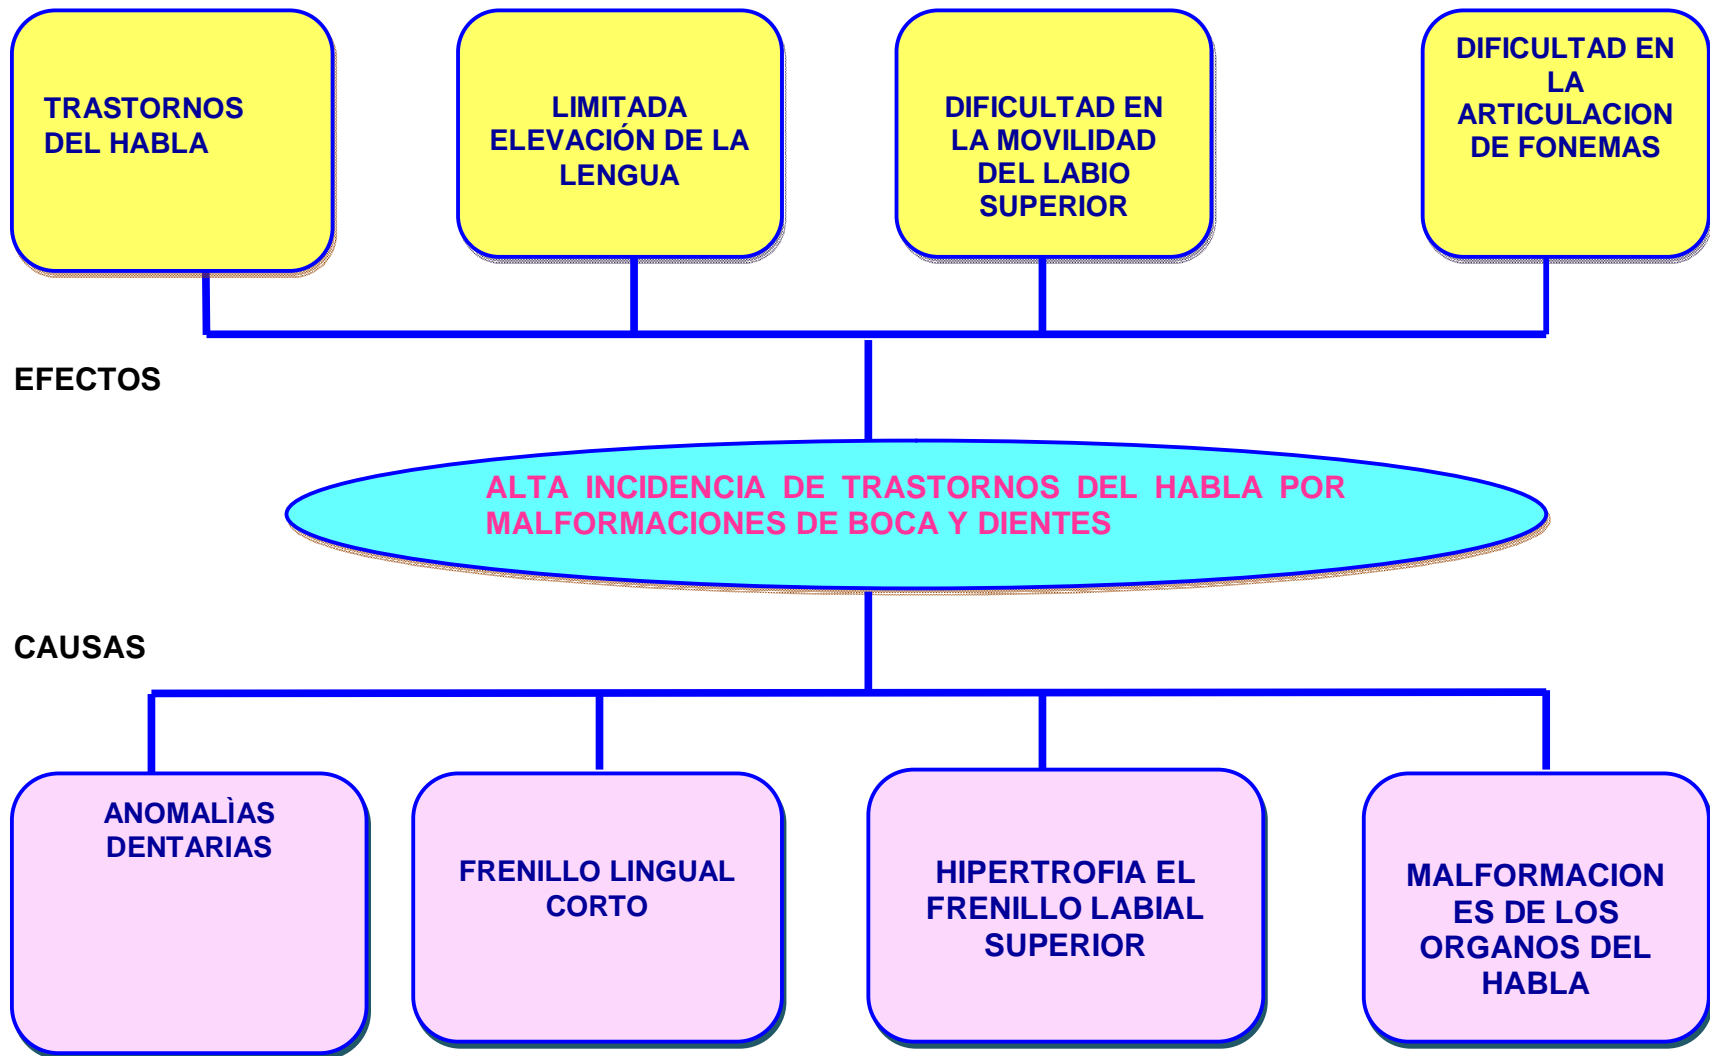 TRASTORNOS
DEL HABLA
LIMITADA
ELEVACIÓN DE LA
LENGUA
DIFICULTAD EN
LA MOVILIDAD
DEL LABIO
SUPERIOR
DIFICULTAD EN
LA
ARTICULACION
DE FONEMAS
EFECTOS
ALTA INCIDENCIA DE TRASTORNOS DEL HABLA POR
MALFORMACIONES DE BOCA Y DIENTES
CAUSAS
ANOMALÌAS
DENTARIAS
FRENILLO LINGUAL
CORTO
HIPERTROFIA EL
FRENILLO LABIAL
SUPERIOR
MALFORMACION
ES DE LOS
ORGANOS DEL
HABLA